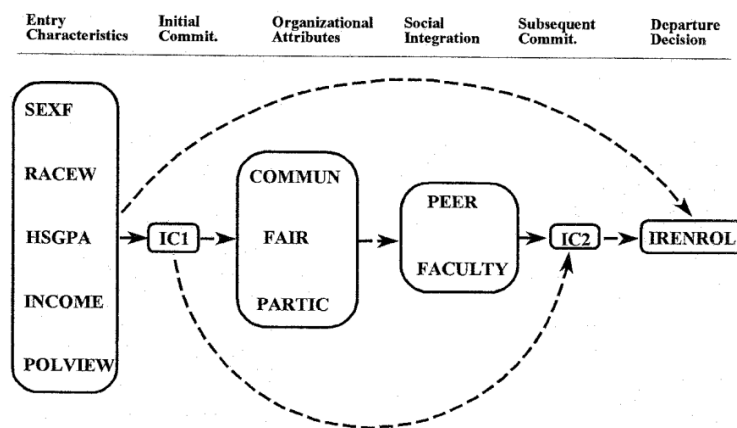 Entry Characteristics
Initial Commit.
Organizational Attributes
Social Integration
Subsequent Commit.
Departure Decision
SEXF
RACEW
HSGPA
INCOME
POLVIEW
IC1
COMMUN
FAIR
PARTIC
PEER
FACULTY
IC2
IRENROL